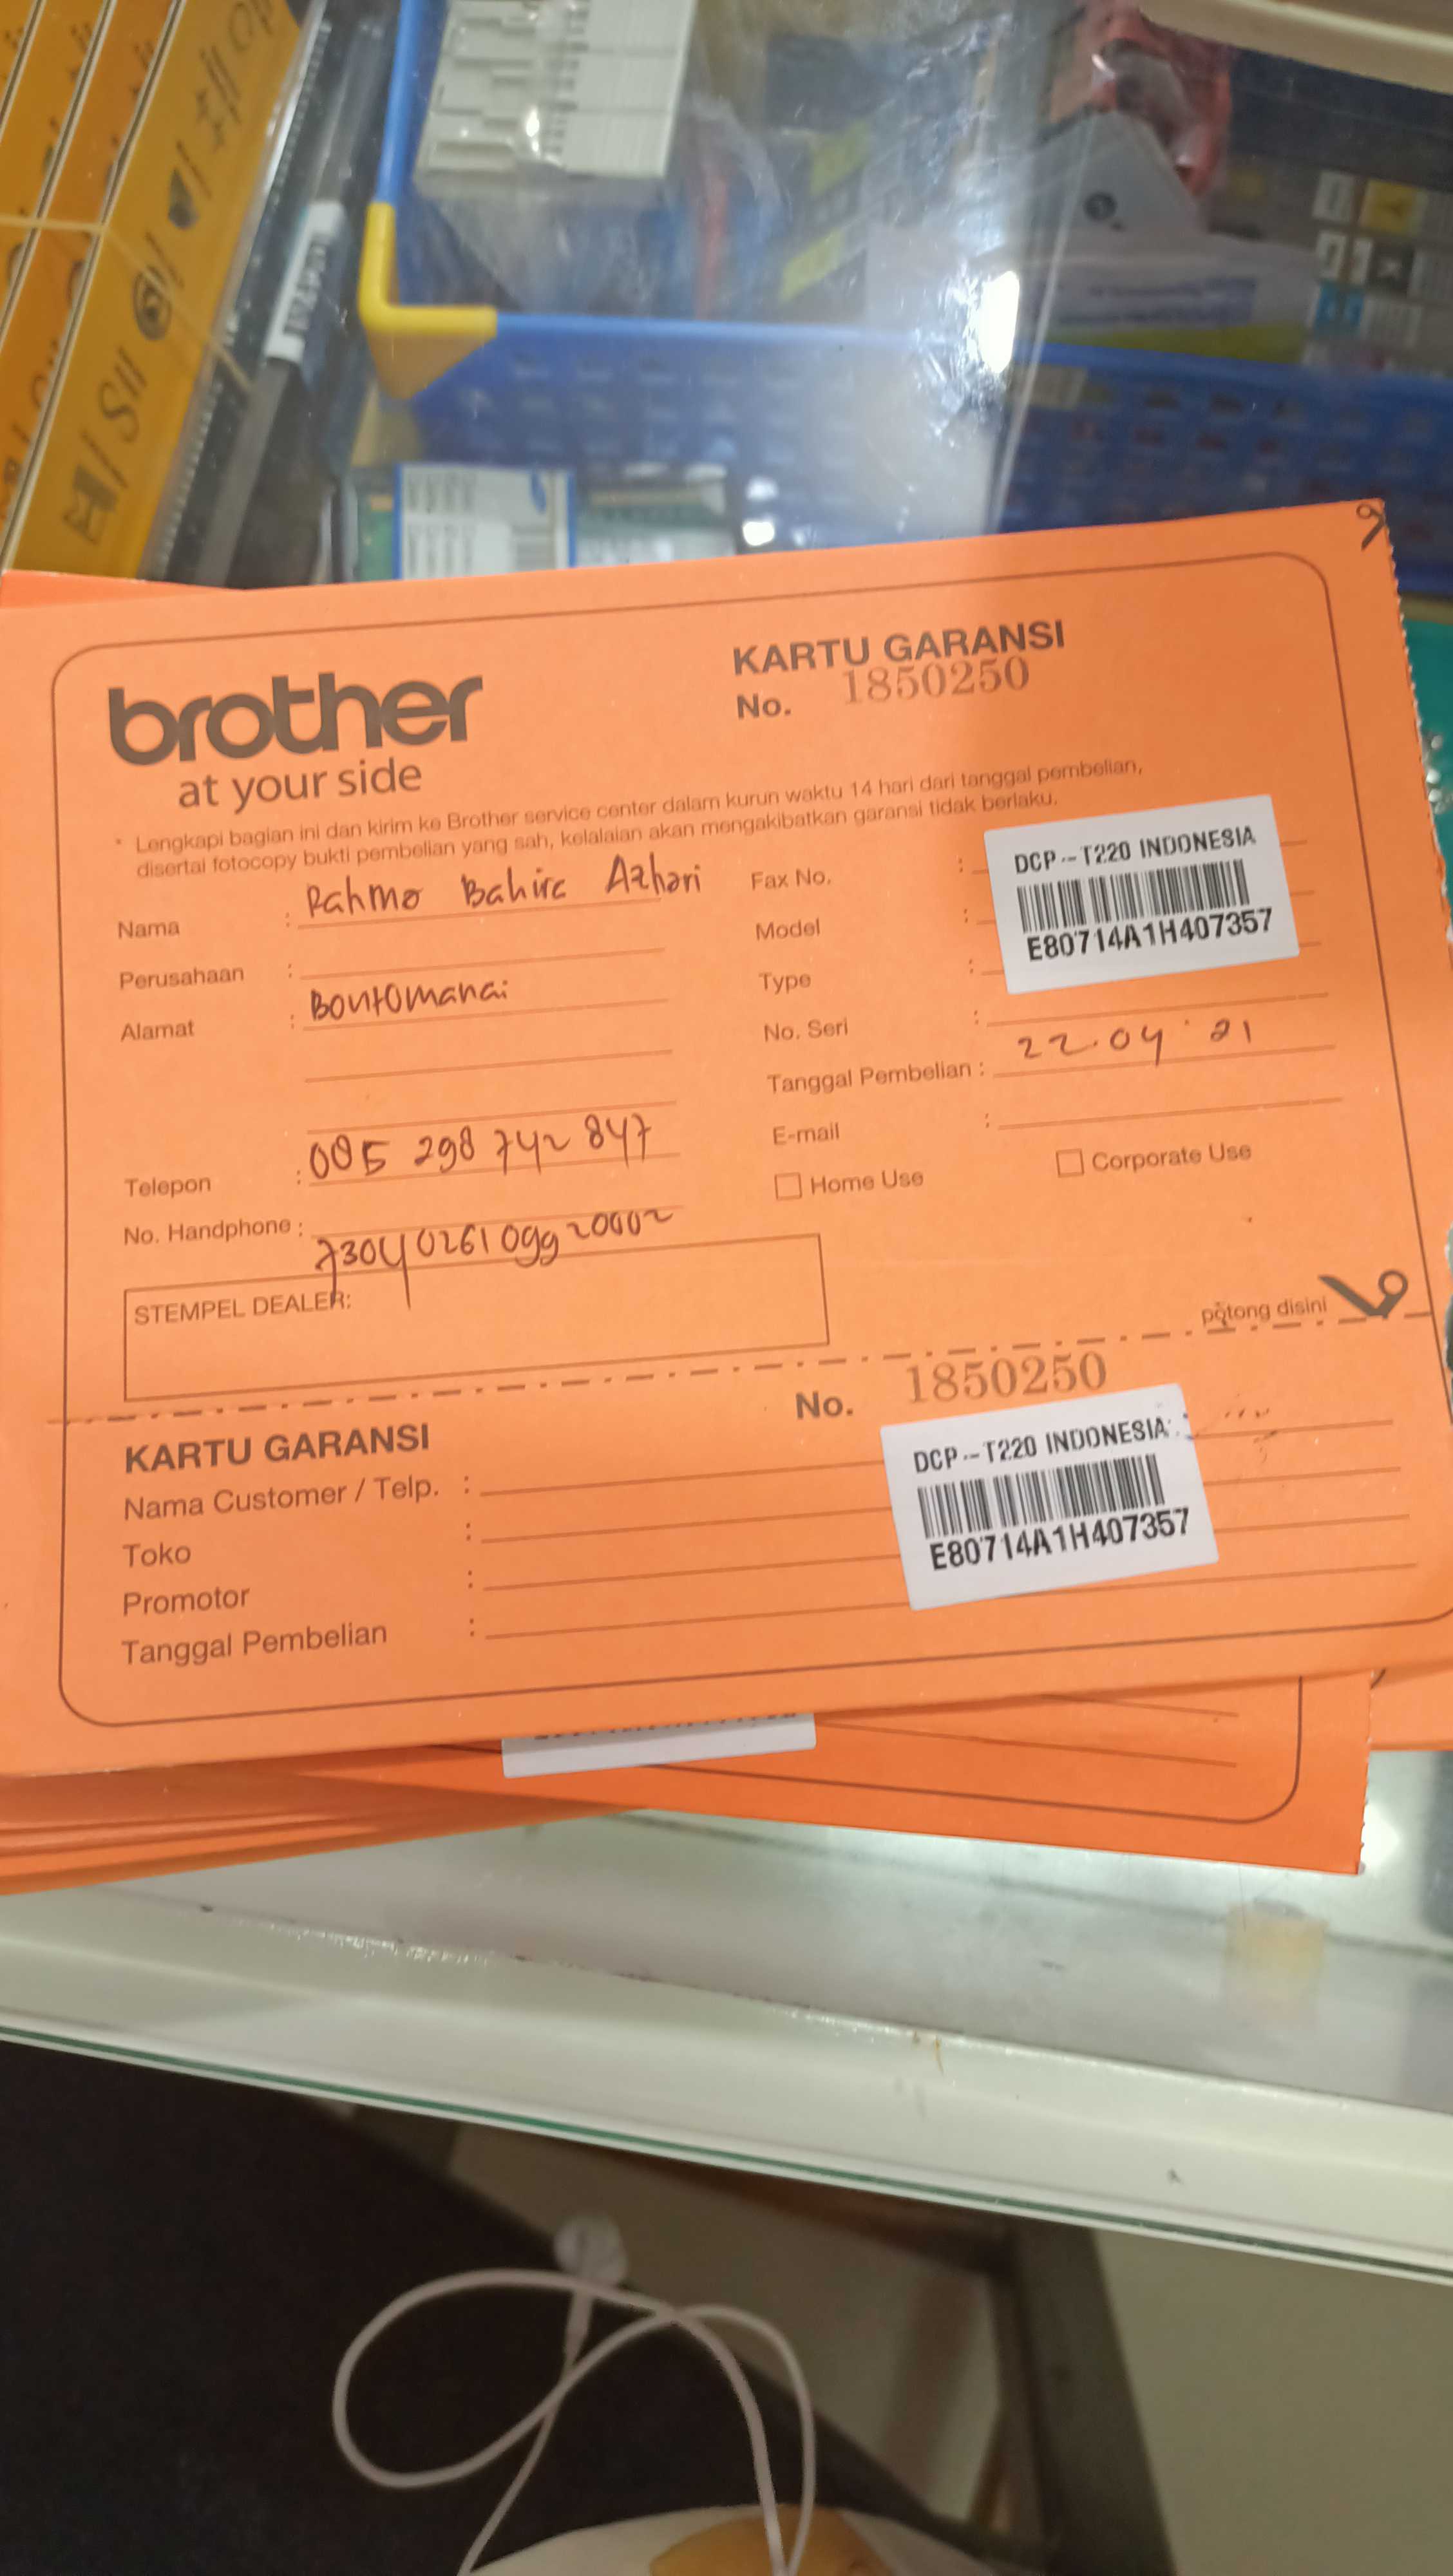 brother
at your side
KARTU GARANSI
No. 1850250
* Lengkapi bagian ini dan kirim ke Brother service center dalam kurun waktu 14 hari dari tanggal pembelian,
disertai fotocopy bukti pembelian yang sah, kelalaian akan mengakibatkan garansi tidak berlaku.
Nama : Rahma Bahira Azhari
Perusahaan :
Alamat : Bontomanai
Telepon : 085 298 742 847
No. Handphone : 7304026109920002
Fax No. :
Model :
Type :
No. Seri :
DCP-T220 INDONESIA
E80714A1H407357
Tanggal Pembelian : 22.04.21
E-mail :
Home Use
Corporate Use
STEMPEL DEALER:
potong disini
No. 1850250
KARTU GARANSI
Nama Customer / Telp. :
Toko :
Promotor :
Tanggal Pembelian :
DCP-T220 INDONESIA
E80714A1H407357